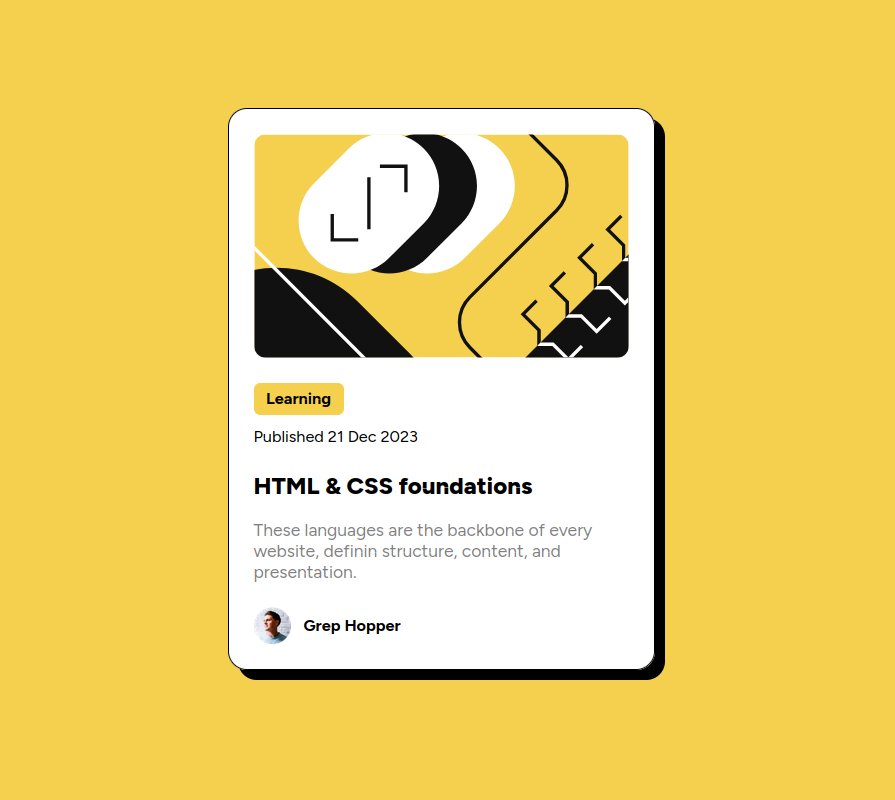 Learning
Published 21 Dec 2023
HTML & CSS foundations
These languages are the backbone of every
website, definin structure, content, and
presentation.
Grep Hopper